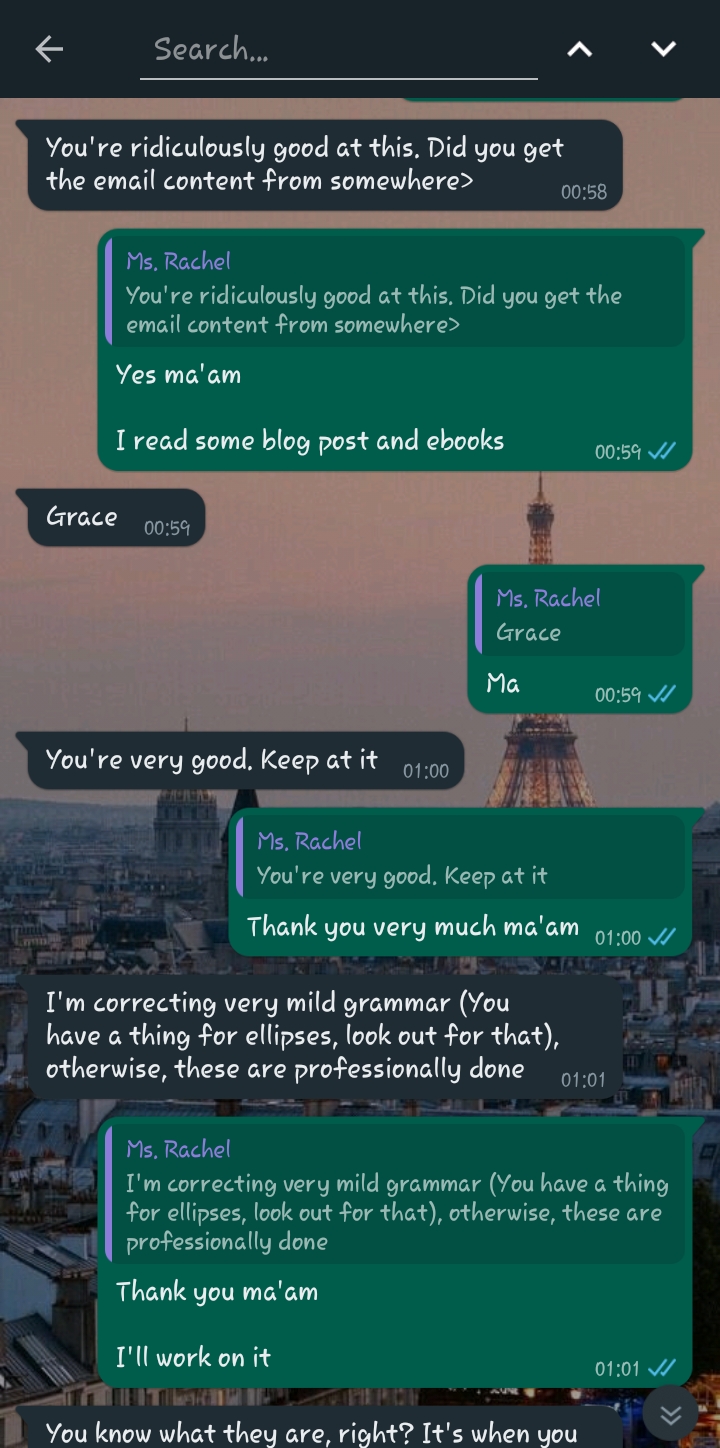 Search...
You're ridiculously good at this. Did you get
the email content from somewhere>
00:58
Ms. Rachel
You're ridiculously good at this. Did you get the
email content from somewhere>
Yes ma'am
I read some blog post and ebooks
00:59
Grace
00:59
Ms. Rachel
Grace
Ma
00:59
You're very good. Keep at it
01:00
Ms. Rachel
You're very good. Keep at it
Thank you very much ma'am
01:00
I'm correcting very mild grammar (You
have a thing for ellipses, look out for that),
otherwise, these are professionally done
01:01
Ms. Rachel
I'm correcting very mild grammar (You have a thing
for ellipses, look out for that), otherwise, these are
professionally done
Thank you ma'am
I'll work on it
01:01
You know what they are, right? It's when you